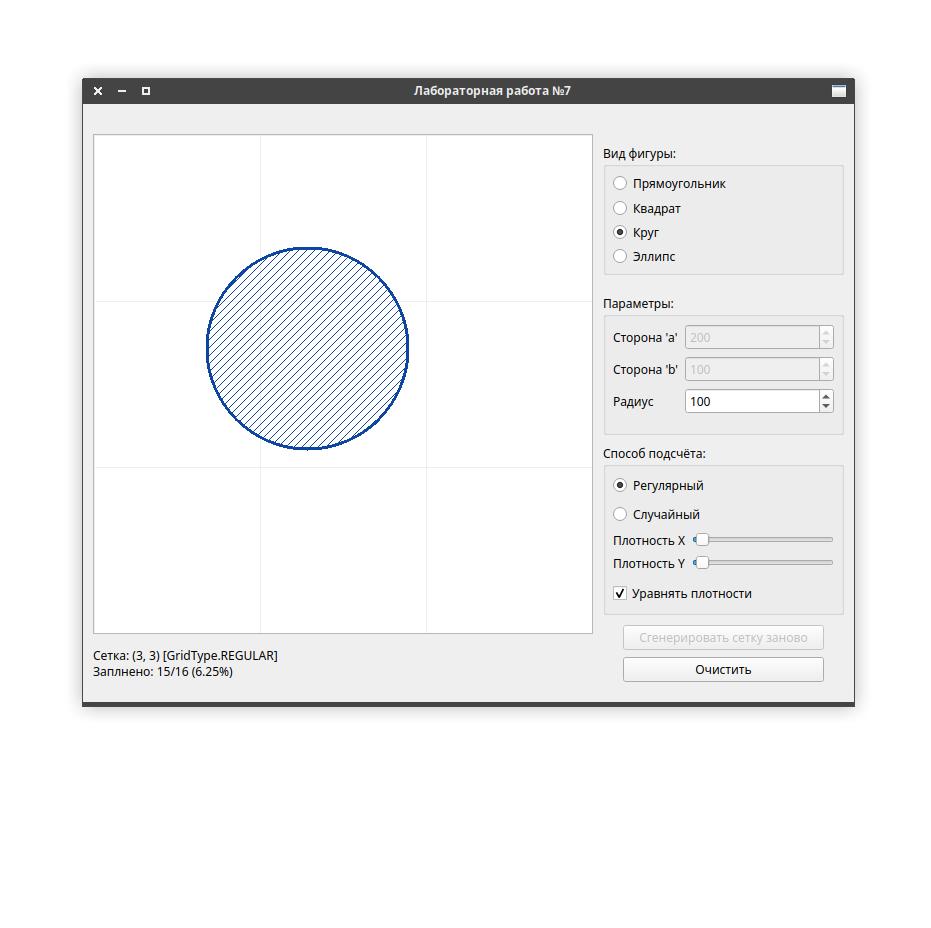 Лабораторная работа №7
Вид фигуры:
Прямоугольник
Квадрат
Круг
Эллипс
Параметры:
Сторона 'a' 200
Сторона 'b' 100
Радиус 100
Способ подсчёта:
Регулярный
Случайный
Плотность X
Плотность Y
Уравнять плотности
Сгенерировать сетку заново
Очистить
Сетка: (3, 3) [GridType.REGULAR]
Заплнено: 15/16 (6.25%)